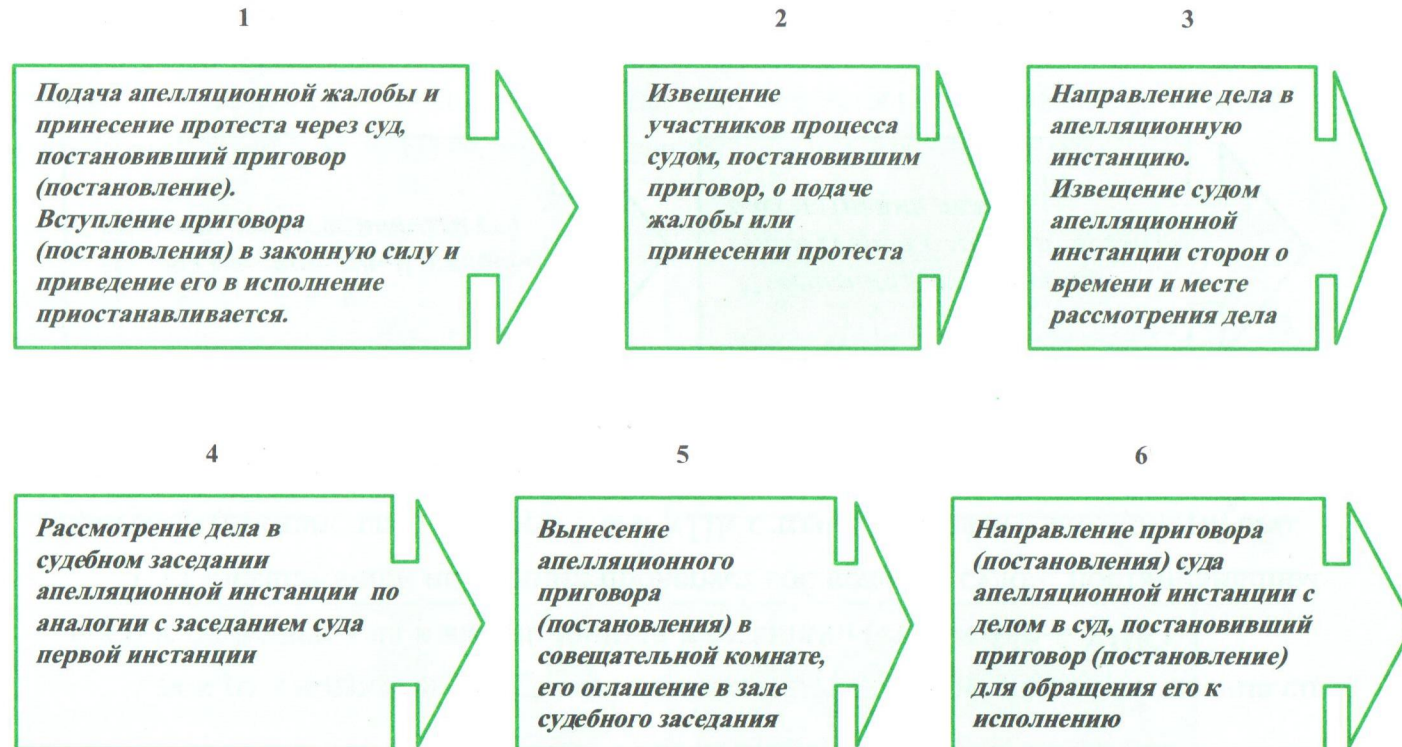 1
Подача апелляционной жалобы и
принесение протеста через суд,
постановивший приговор
(постановление).
Вступление приговора
(постановления) в законную силу и
приведение его в исполнение
приостанавливается.
2
Извещение
участников процесса
судом, постановившим
приговор, о подаче
жалобы или
принесении протеста
3
Направление дела в
апелляционную
инстанцию.
Извещение судом
апелляционной
инстанции сторон о
времени и месте
рассмотрения дела
4
Рассмотрение дела в
судебном заседании
апелляционной инстанции по
аналогии с заседанием суда
первой инстанции
5
Вынесение
апелляционного
приговора
(постановления) в
совещательной комнате,
его оглашение в зале
судебного заседания
6
Направление приговора
(постановления) суда
апелляционной инстанции с
делом в суд, постановивший
приговор (постановление)
для обращения его к
исполнению